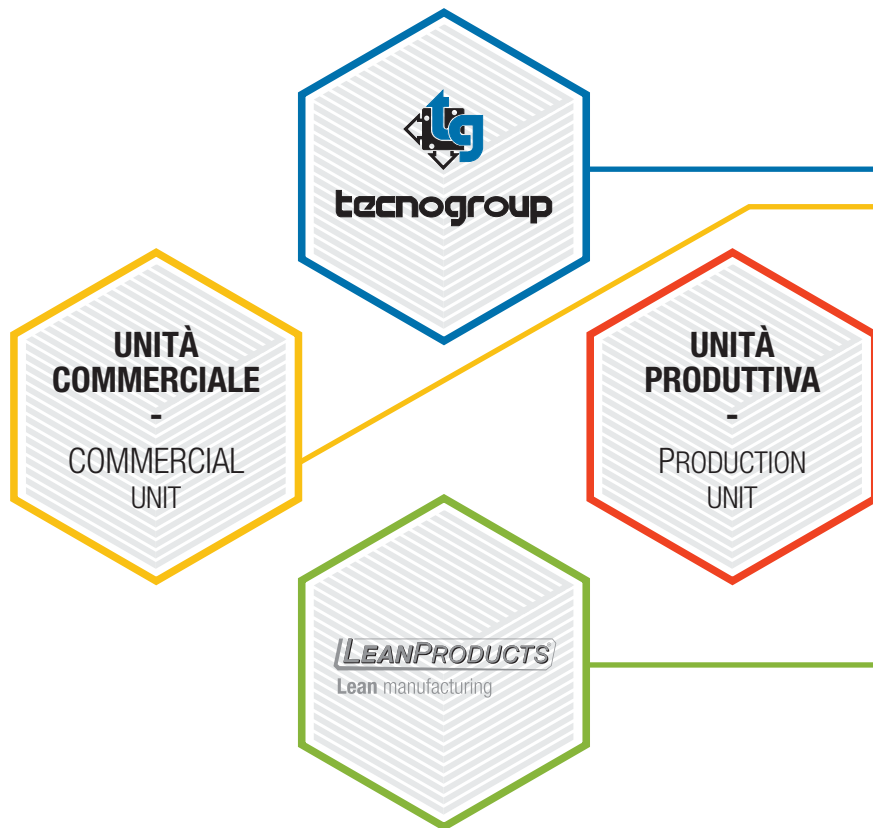 tg
tecnogroup
UNITÀ
COMMERCIALE
-
COMMERCIAL
UNIT
UNITÀ
PRODUTTIVA
-
PRODUCTION
UNIT
LEANPRODUCTS®
Lean manufacturing